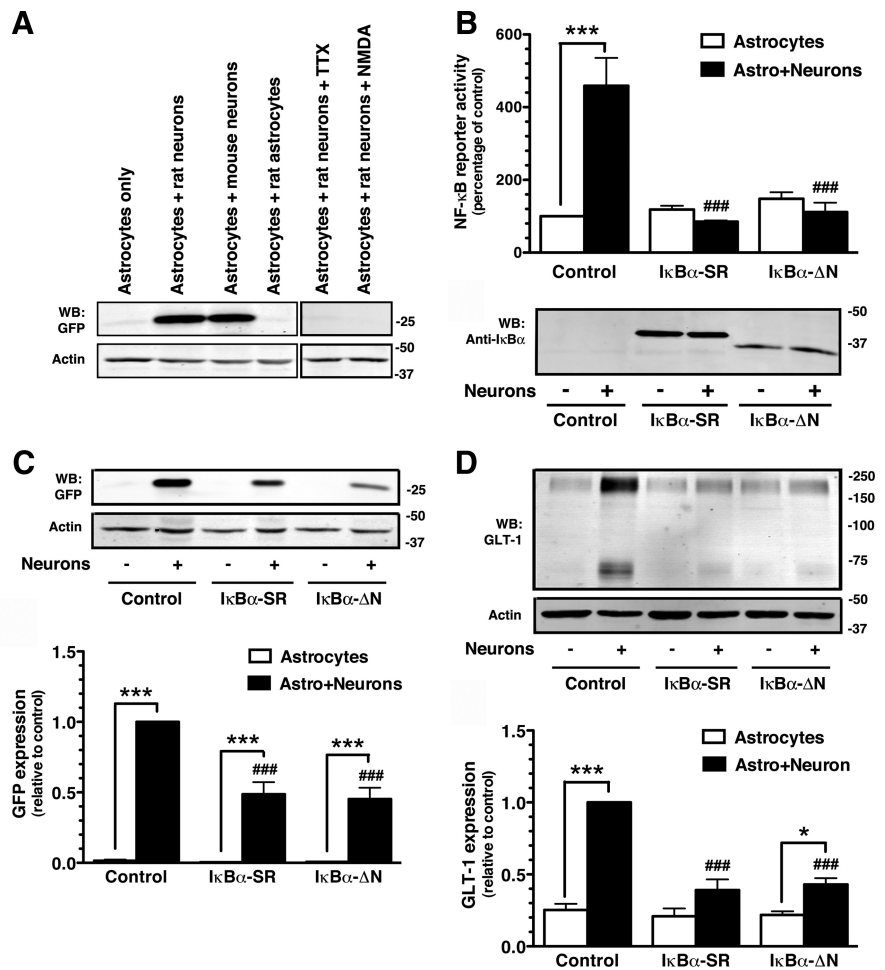 A
Astrocytes only
Astrocytes + rat neurons
Astrocytes + mouse neurons
Astrocytes + rat astrocytes
Astrocytes + rat neurons + TTX
Astrocytes + rat neurons + NMDA
WB:
GFP
-25
Actin
-50
-37
B
NF-κB reporter activity
(percentage of control)
600
400
200
0
***
Astrocytes
Astro+Neurons
###
###
Control
IκBα-SR
IκBα-ΔN
WB:
Anti-IκBα
-50
-37
Neurons - + - + - +
Control
IκBα-SR
IκBα-ΔN
C
WB:
GFP
-25
Actin
-50
-37
Neurons - + - + - +
Control
IκBα-SR
IκBα-ΔN
GFP expression
(relative to control)
1.5
1.0
0.5
0.0
Astrocytes
Astro+Neurons
***
***
***
###
###
Control
IκBα-SR
IκBα-ΔN
D
WB:
GLT-1
-250
-150
-100
-75
Actin
-50
-37
Neurons - + - + - +
Control
IκBα-SR
IκBα-ΔN
GLT-1 expression
(relative to control)
1.5
1.0
0.5
0.0
Astrocytes
Astro+Neuron
***
*
###
###
Control
IκBα-SR
IκBα-ΔN